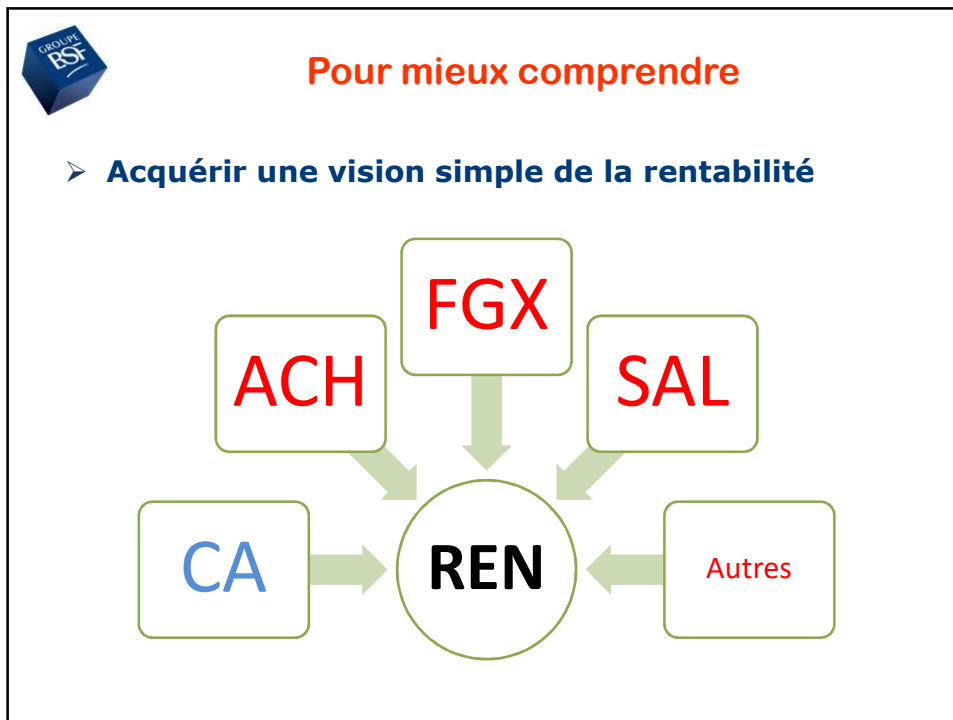 GROUPE
BSF
Pour mieux comprendre
➢ Acquérir une vision simple de la rentabilité
FGX
ACH
SAL
CA
REN
Autres